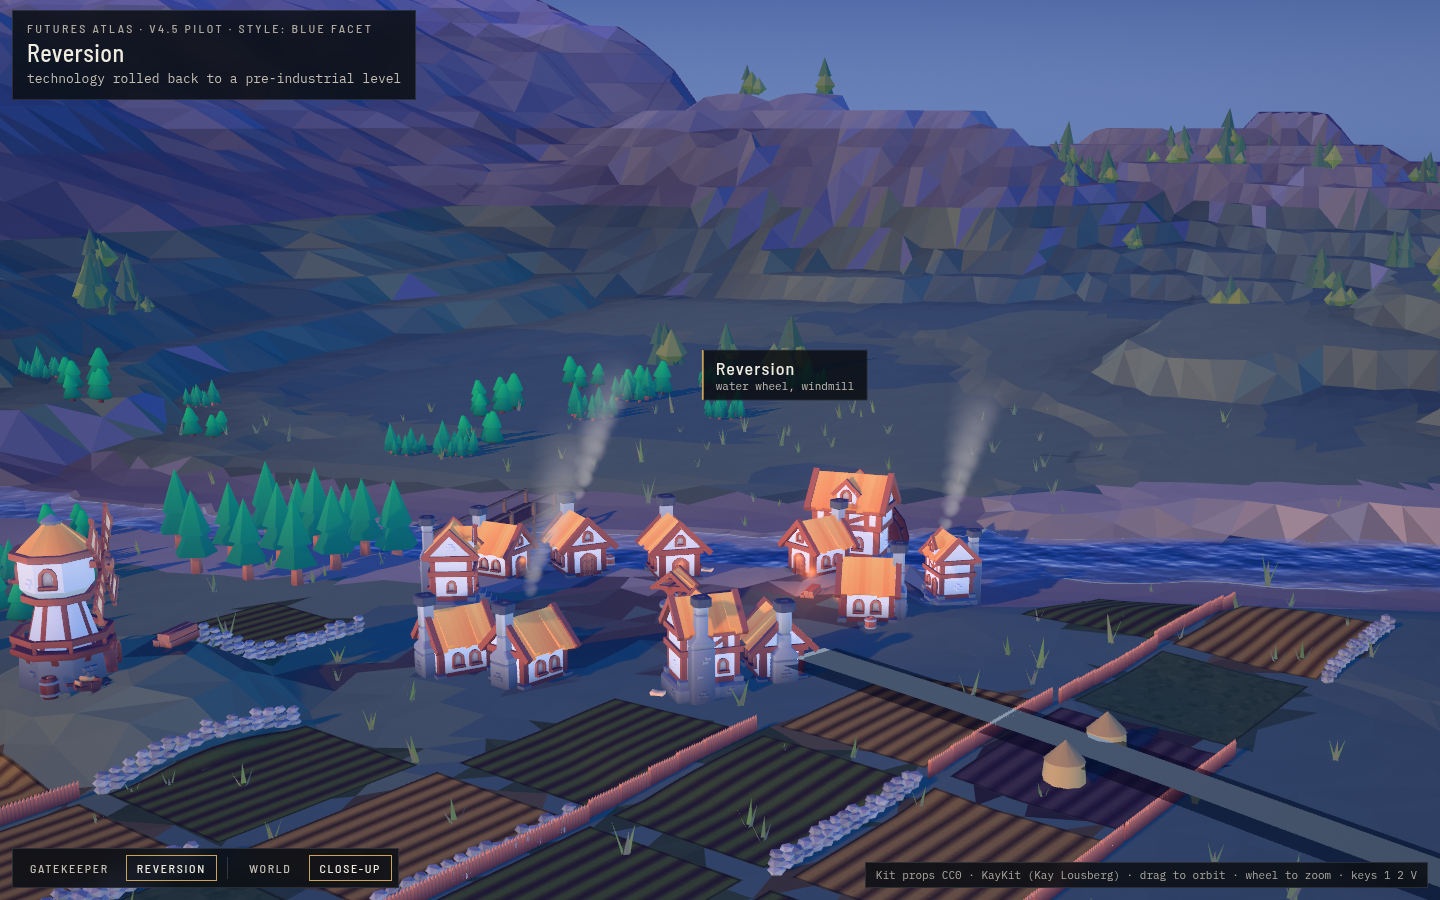 FUTURES ATLAS · V4.5 PILOT · STYLE: BLUE FACET
Reversion
technology rolled back to a pre-industrial level
Reversion
water wheel, windmill
GATEKEEPER
REVERSION
WORLD
CLOSE-UP
Kit props CC0 · KayKit (Kay Lousberg) · drag to orbit · wheel to zoom · keys 1 2 V